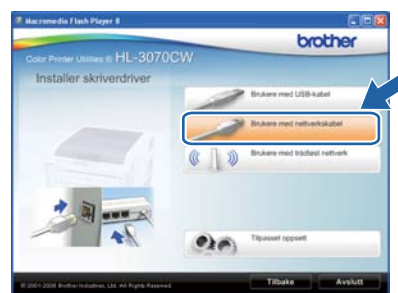 Macromedia Flash Player 8
brother
Color Printer Utilities © HL-3070CW
Installer skriverdriver
Brukere med USB-kabel
Brukere med nettverkskabel
Brukere med trådløst nettverk
Tilpasset oppsett
© 2001-2008 Brother Industries, Ltd. All Rights Reserved.
Tilbake
Avslutt